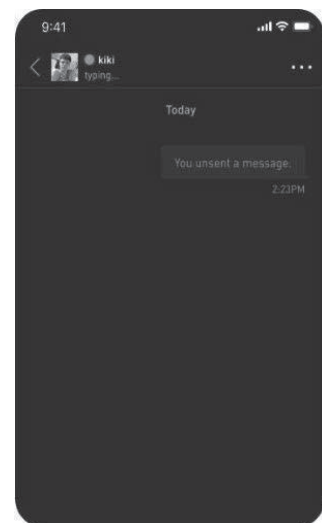 9:41
kiki
typing...
Today
You unsent a message.
2:23PM